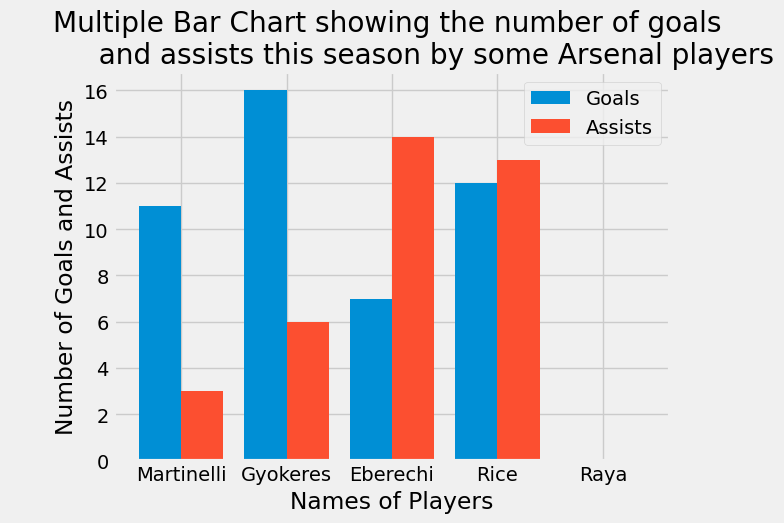 Multiple Bar Chart showing the number of goals
and assists this season by some Arsenal players
Goals
Assists
Number of Goals and Assists
16
14
12
10
8
6
4
2
0
Martinelli Gyokeres Eberechi Rice Raya
Names of Players